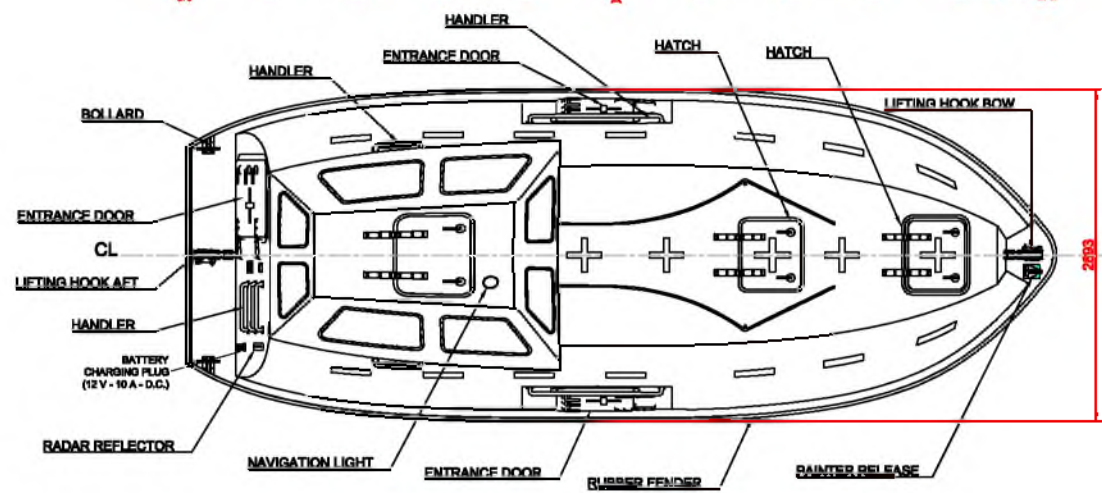 HANDLER
ENTRANCE DOOR
HATCH
HATCH
HANDLER
LIFTING HOOK BOW
BOLLARD
ENTRANCE DOOR
CL
LIFTING HOOK AFT
2893
HANDLER
BATTERY
CHARGING PLUG
(12 V - 10 A - D.C.)
RADAR REFLECTOR
NAVIGATION LIGHT
ENTRANCE DOOR
RUBBER FENDER
PAINTER RELEASE